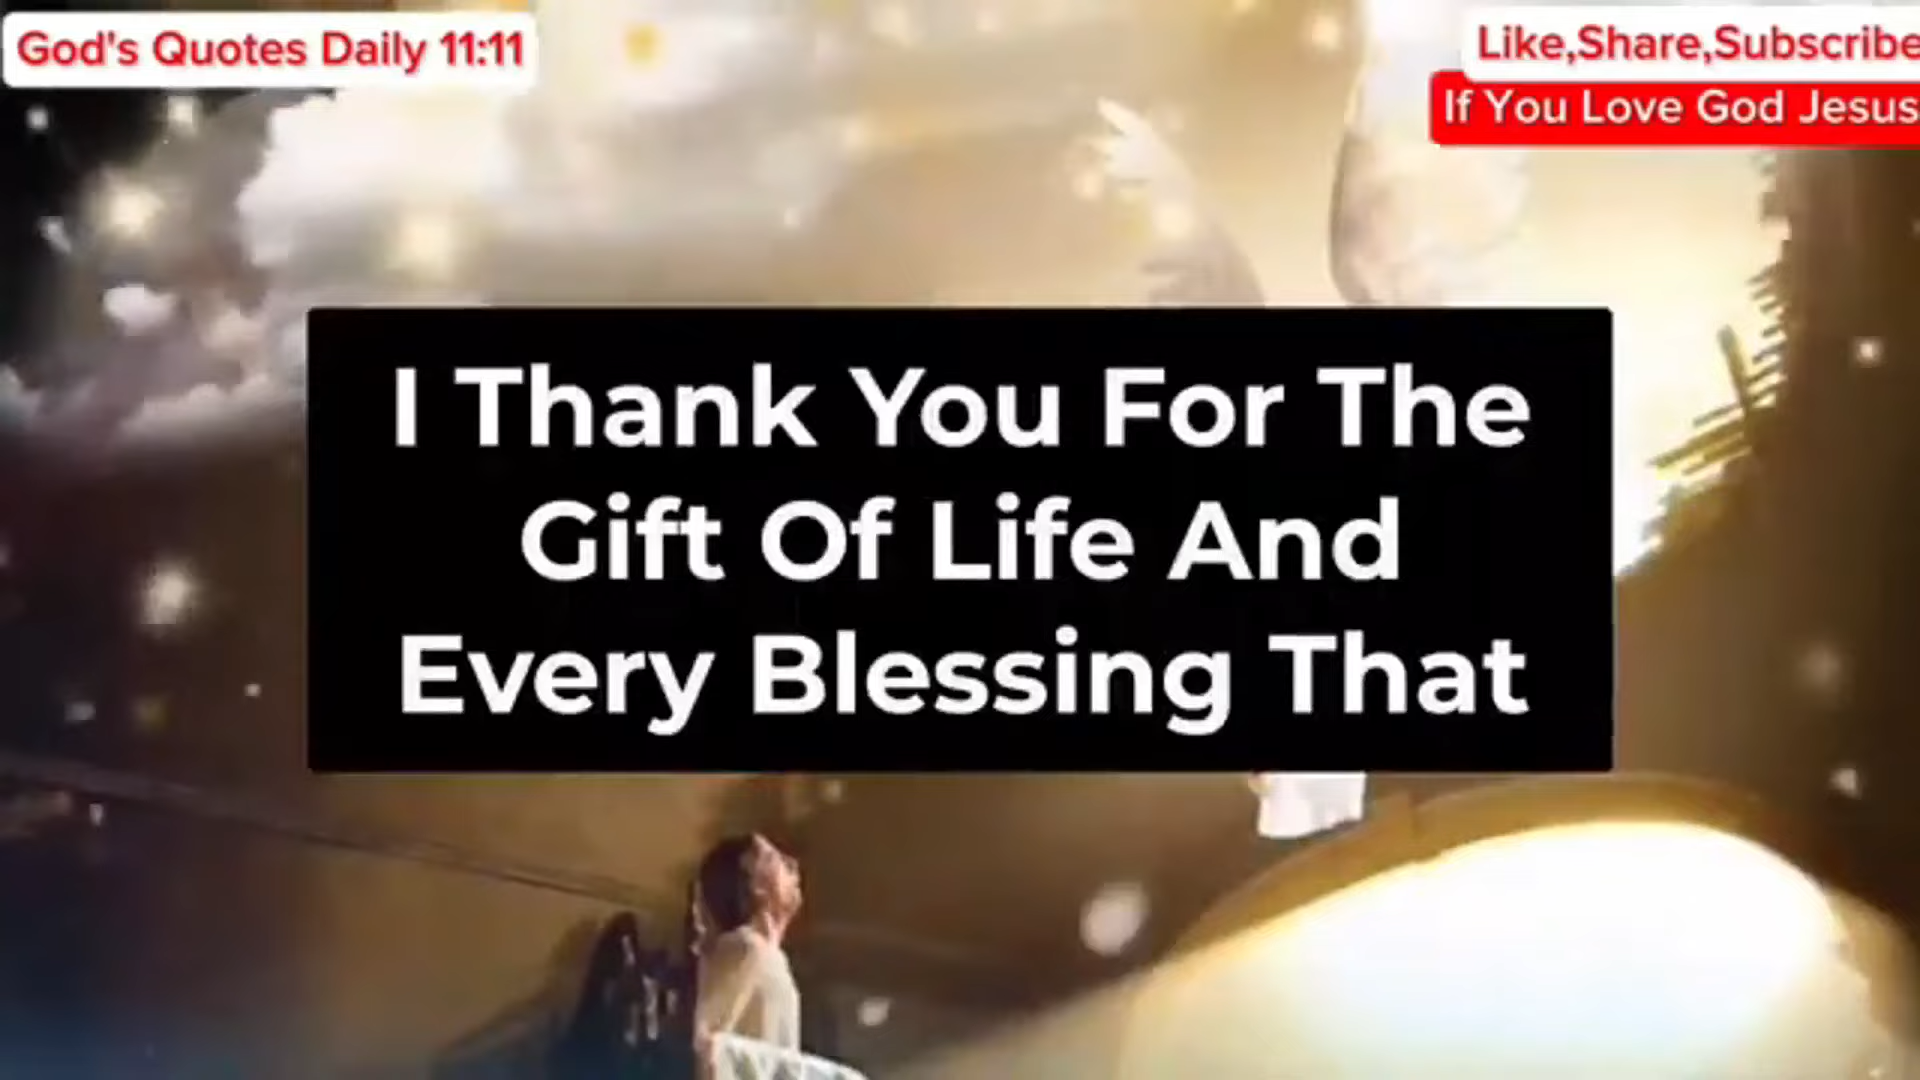 God's Quotes Daily 11:11
Like,Share,Subscribe
If You Love God Jesus
I Thank You For The
Gift Of Life And
Every Blessing That